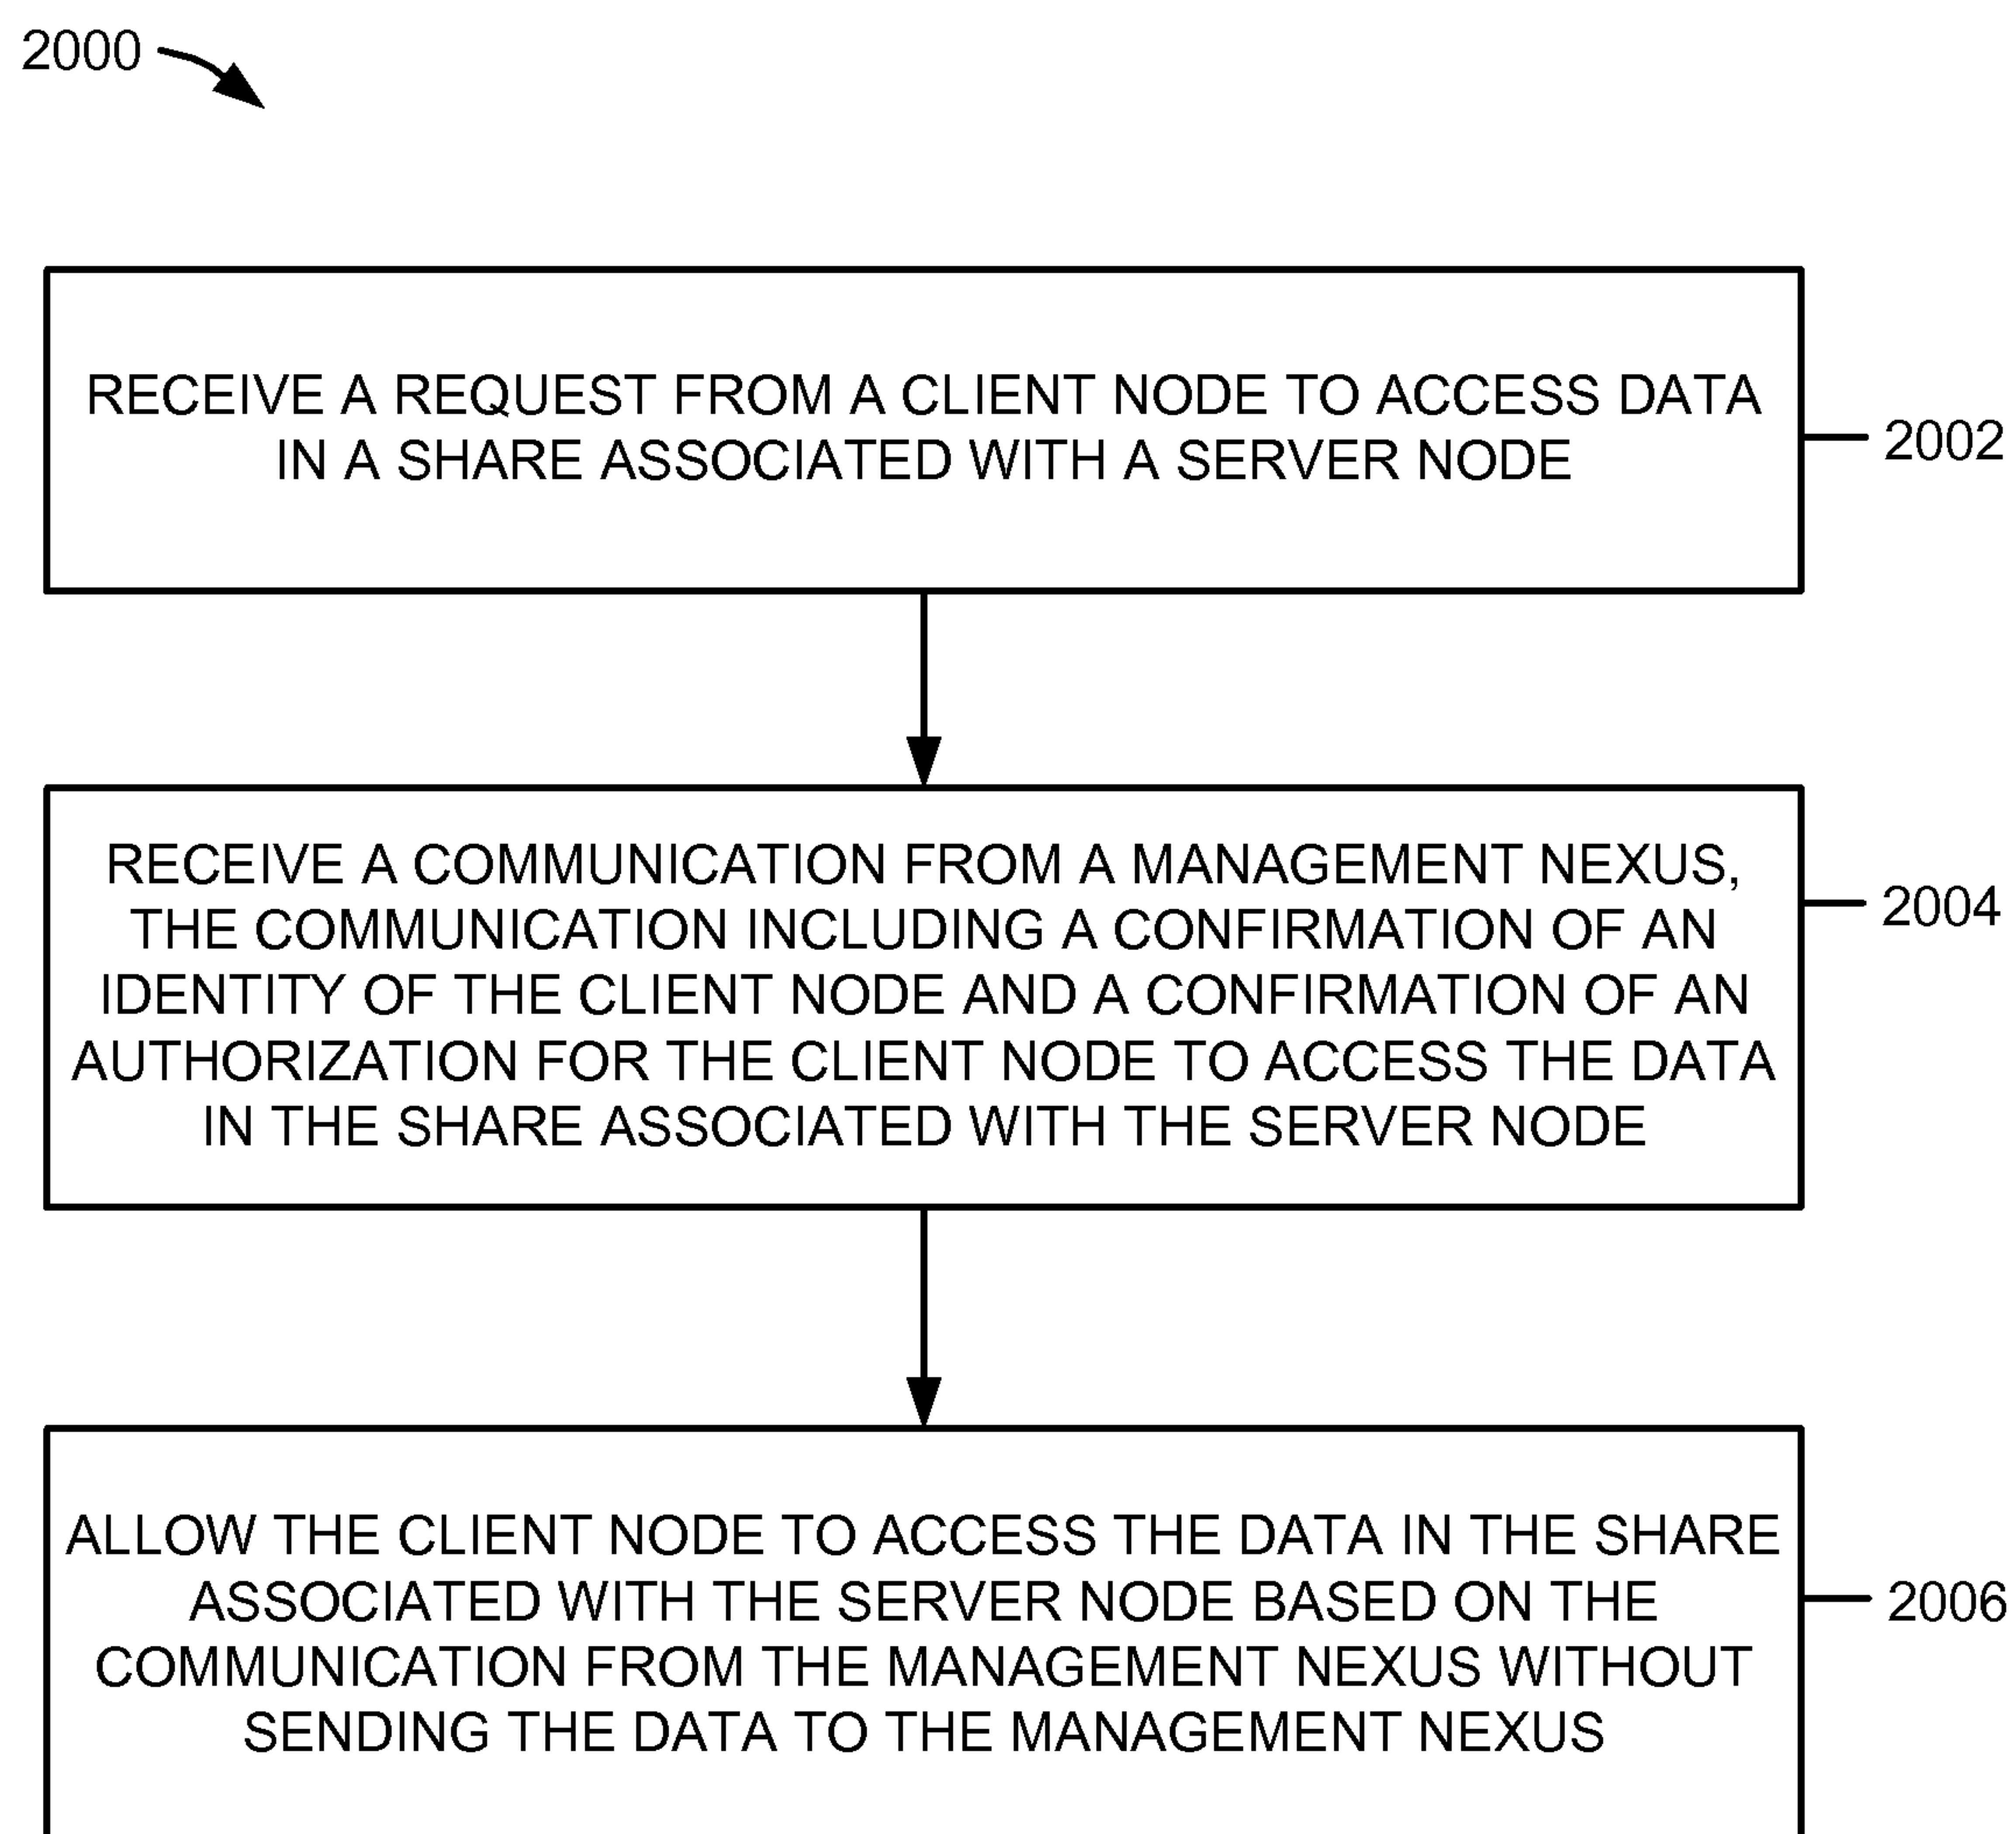 2000
RECEIVE A REQUEST FROM A CLIENT NODE TO ACCESS DATA
IN A SHARE ASSOCIATED WITH A SERVER NODE
2002
RECEIVE A COMMUNICATION FROM A MANAGEMENT NEXUS,
THE COMMUNICATION INCLUDING A CONFIRMATION OF AN
IDENTITY OF THE CLIENT NODE AND A CONFIRMATION OF AN
AUTHORIZATION FOR THE CLIENT NODE TO ACCESS THE DATA
IN THE SHARE ASSOCIATED WITH THE SERVER NODE
2004
ALLOW THE CLIENT NODE TO ACCESS THE DATA IN THE SHARE
ASSOCIATED WITH THE SERVER NODE BASED ON THE
COMMUNICATION FROM THE MANAGEMENT NEXUS WITHOUT
SENDING THE DATA TO THE MANAGEMENT NEXUS
2006